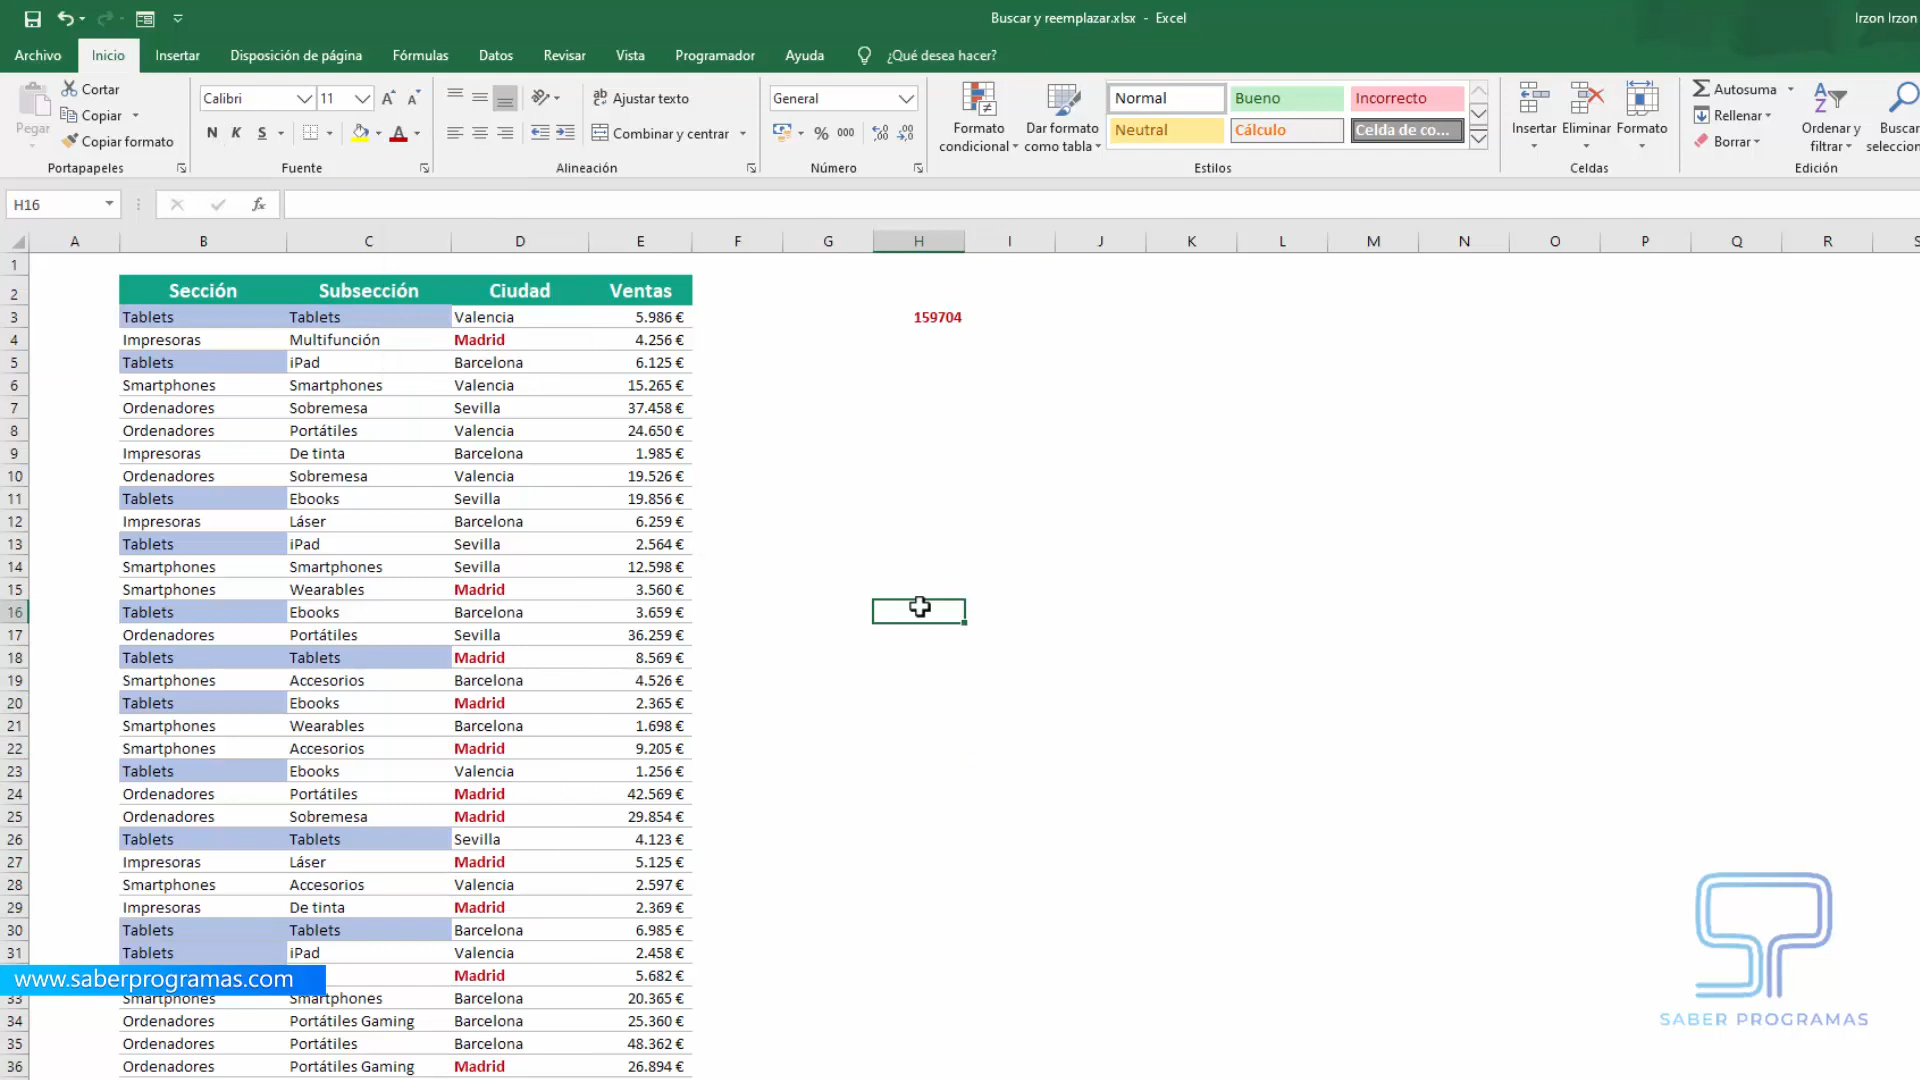 Buscar y reemplazar.xlsx - Excel
Irzon Irzon
Archivo Inicio Insertar Disposición de página Fórmulas Datos Revisar Vista Programador Ayuda ¿Qué desea hacer?
Pegar
Cortar
Copiar
Copiar formato
Portapapeles
Calibri 11
N K S
Fuente
Ajustar texto
Combinar y centrar
Alineación
General
% 000
Número
Formato condicional
Dar formato como tabla
Normal Bueno Incorrecto
Neutral Cálculo Celda de co...
Estilos
Insertar Eliminar Formato
Celdas
Autosuma
Rellenar
Borrar
Ordenar y filtrar
Buscar
seleccion
Edición
H16 fx
A B C D E F G H I J K L M N O P Q R S
1
2 Sección Subsección Ciudad Ventas
3 Tablets Tablets Valencia 5.986 € 159704
4 Impresoras Multifunción Madrid 4.256 €
5 Tablets iPad Barcelona 6.125 €
6 Smartphones Smartphones Valencia 15.265 €
7 Ordenadores Sobremesa Sevilla 37.458 €
8 Ordenadores Portátiles Valencia 24.650 €
9 Impresoras De tinta Barcelona 1.985 €
10 Ordenadores Sobremesa Valencia 19.526 €
11 Tablets Ebooks Sevilla 19.856 €
12 Impresoras Láser Barcelona 6.259 €
13 Tablets iPad Sevilla 2.564 €
14 Smartphones Smartphones Sevilla 12.598 €
15 Smartphones Wearables Madrid 3.560 €
16 Tablets Ebooks Barcelona 3.659 €
17 Ordenadores Portátiles Sevilla 36.259 €
18 Tablets Tablets Madrid 8.569 €
19 Smartphones Accesorios Barcelona 4.526 €
20 Tablets Ebooks Madrid 2.365 €
21 Smartphones Wearables Barcelona 1.698 €
22 Smartphones Accesorios Madrid 9.205 €
23 Tablets Ebooks Valencia 1.256 €
24 Ordenadores Portátiles Madrid 42.569 €
25 Ordenadores Sobremesa Madrid 29.854 €
26 Tablets Tablets Sevilla 4.123 €
27 Impresoras Láser Madrid 5.125 €
28 Smartphones Accesorios Valencia 2.597 €
29 Impresoras De tinta Madrid 2.369 €
30 Tablets Tablets Barcelona 6.985 €
31 Tablets iPad Valencia 2.458 €
www.saberprogramas.com Madrid 5.682 €
33 Smartphones Smartphones Barcelona 20.365 €
34 Ordenadores Portátiles Gaming Barcelona 25.360 €
35 Ordenadores Portátiles Barcelona 48.362 €
36 Ordenadores Portátiles Gaming Madrid 26.894 €
SABER PROGRAMAS